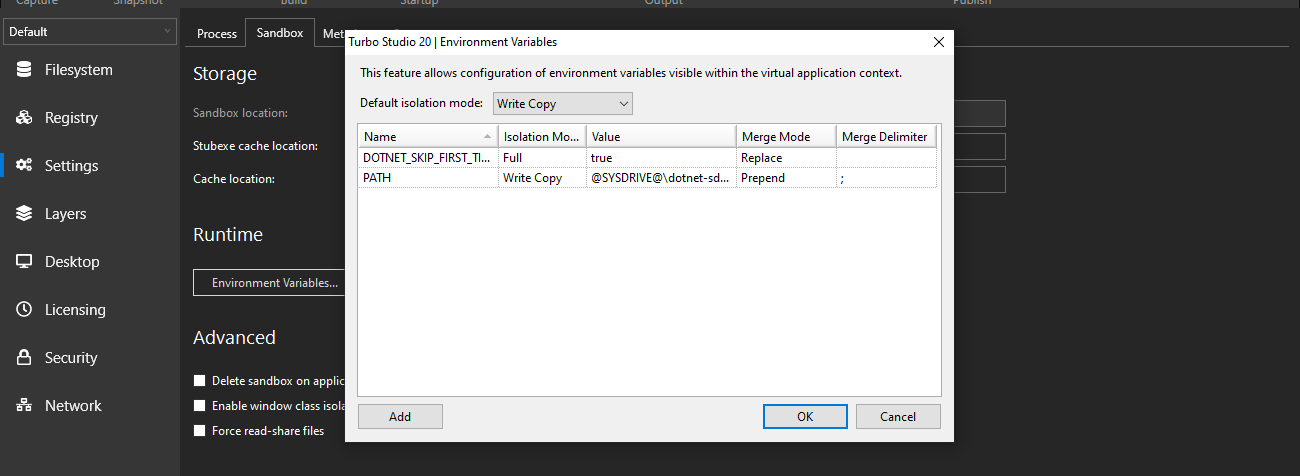 Capture Snapshot Build Startup Output Publish
Default
Filesystem
Registry
Settings
Layers
Desktop
Licensing
Security
Network
Process Sandbox
Storage
Sandbox location:
Stubexe cache location:
Cache location:
Runtime
Environment Variables...
Advanced
Delete sandbox on applic
Enable window class isola
Force read-share files
Turbo Studio 20 | Environment Variables
This feature allows configuration of environment variables visible within the virtual application context.
Default isolation mode: Write Copy
Name Isolation Mo... Value Merge Mode Merge Delimiter
DOTNET_SKIP_FIRST_TI... Full true Replace
PATH Write Copy @SYSDRIVE@\dotnet-sd... Prepend ;
Add OK Cancel